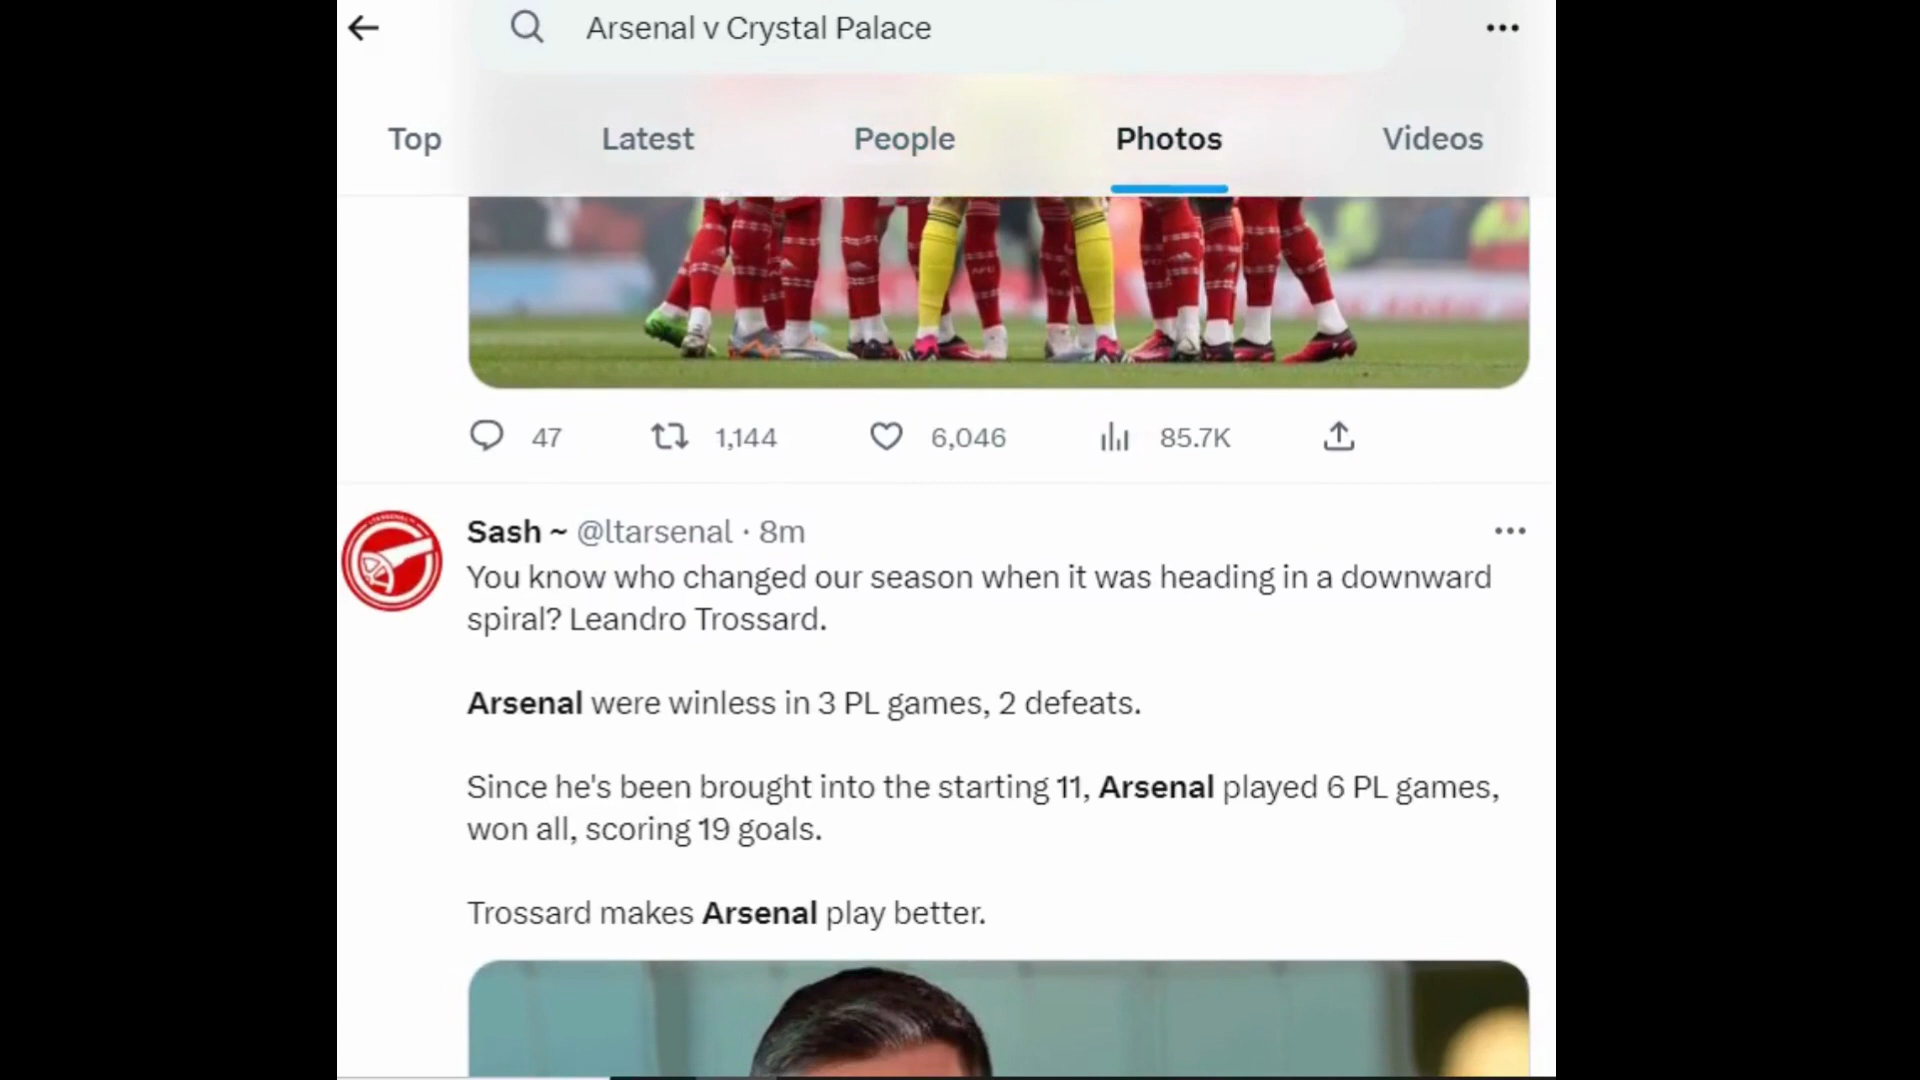 Arsenal v Crystal Palace
Top Latest People Photos Videos
47 1,144 6,046 85.7K
Sash ~ @ltarsenal · 8m
You know who changed our season when it was heading in a downward
spiral? Leandro Trossard.
Arsenal were winless in 3 PL games, 2 defeats.
Since he's been brought into the starting 11, Arsenal played 6 PL games,
won all, scoring 19 goals.
Trossard makes Arsenal play better.